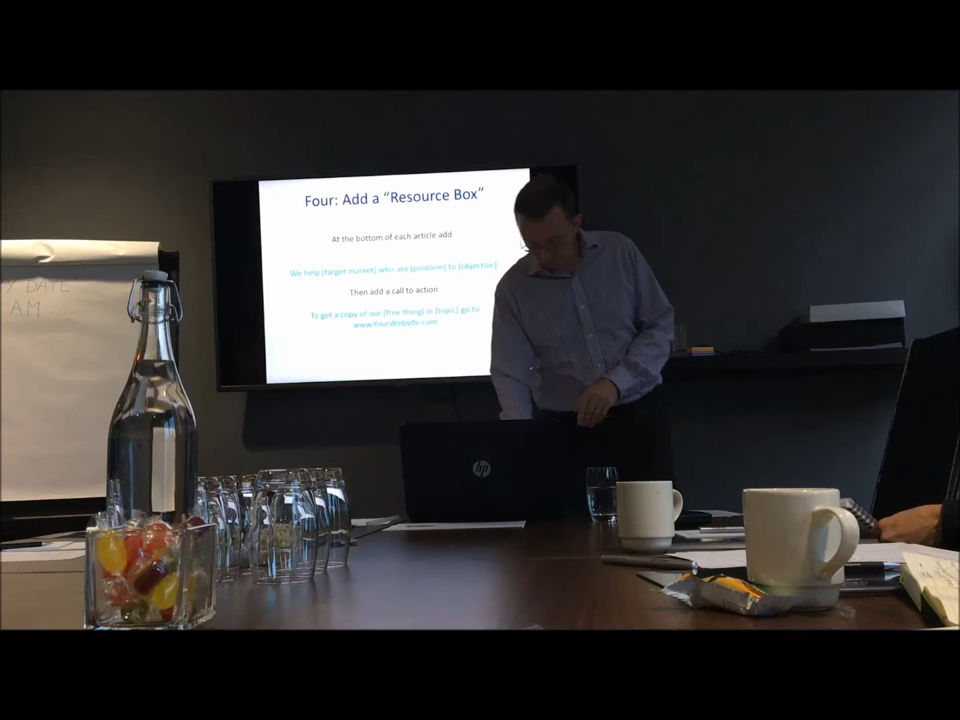 Four: Add a “Resource Box”
At the bottom of each article add
We help [target market] who are [problem] to [objective]
Then add a call to action
To get a copy of our [free thing] in [topic] go to
www.YourWebsite.com
DATE
AM ...
hp